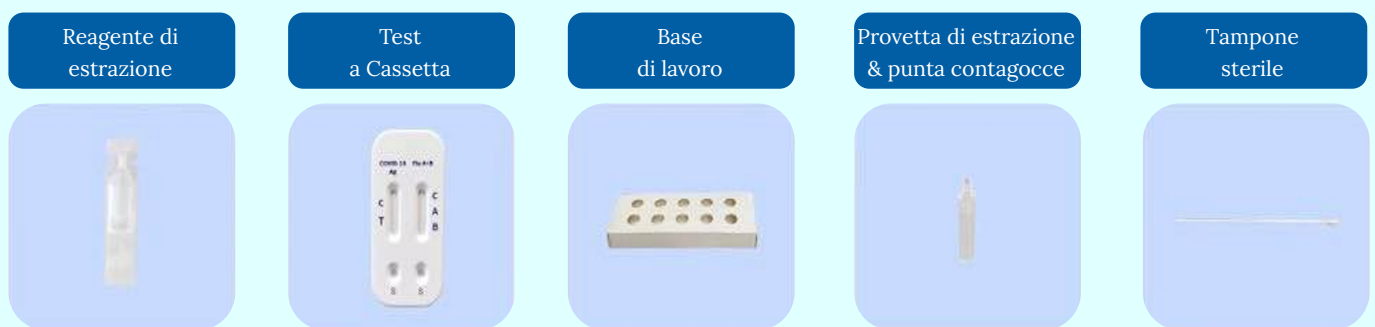 Reagente di
estrazione
Test
a Cassetta
Base
di lavoro
Provetta di estrazione
& punta contagocce
Tampone
sterile
COVID-19 Flu A+B
Ag
C
T
C
A
B
S S